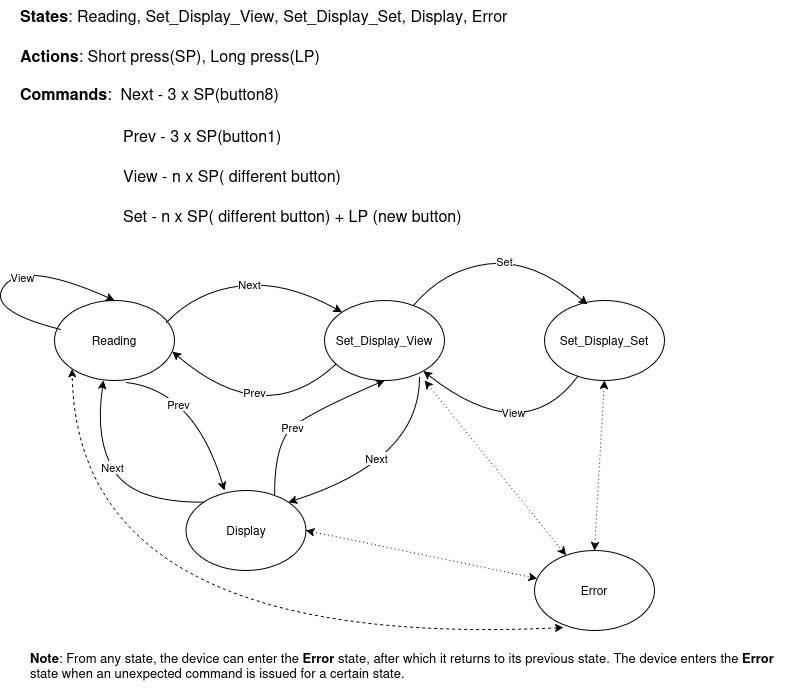 States: Reading, Set_Display_View, Set_Display_Set, Display, Error
Actions: Short press(SP), Long press(LP)
Commands: Next - 3 x SP(button8)
Prev - 3 x SP(button1)
View - n x SP( different button)
Set - n x SP( different button) + LP (new button)
Set
View
Next
Reading
Set_Display_View
Set_Display_Set
Prev
Prev
View
Prev
Next
Next
Display
Error
Note: From any state, the device can enter the Error state, after which it returns to its previous state. The device enters the Error
state when an unexpected command is issued for a certain state.